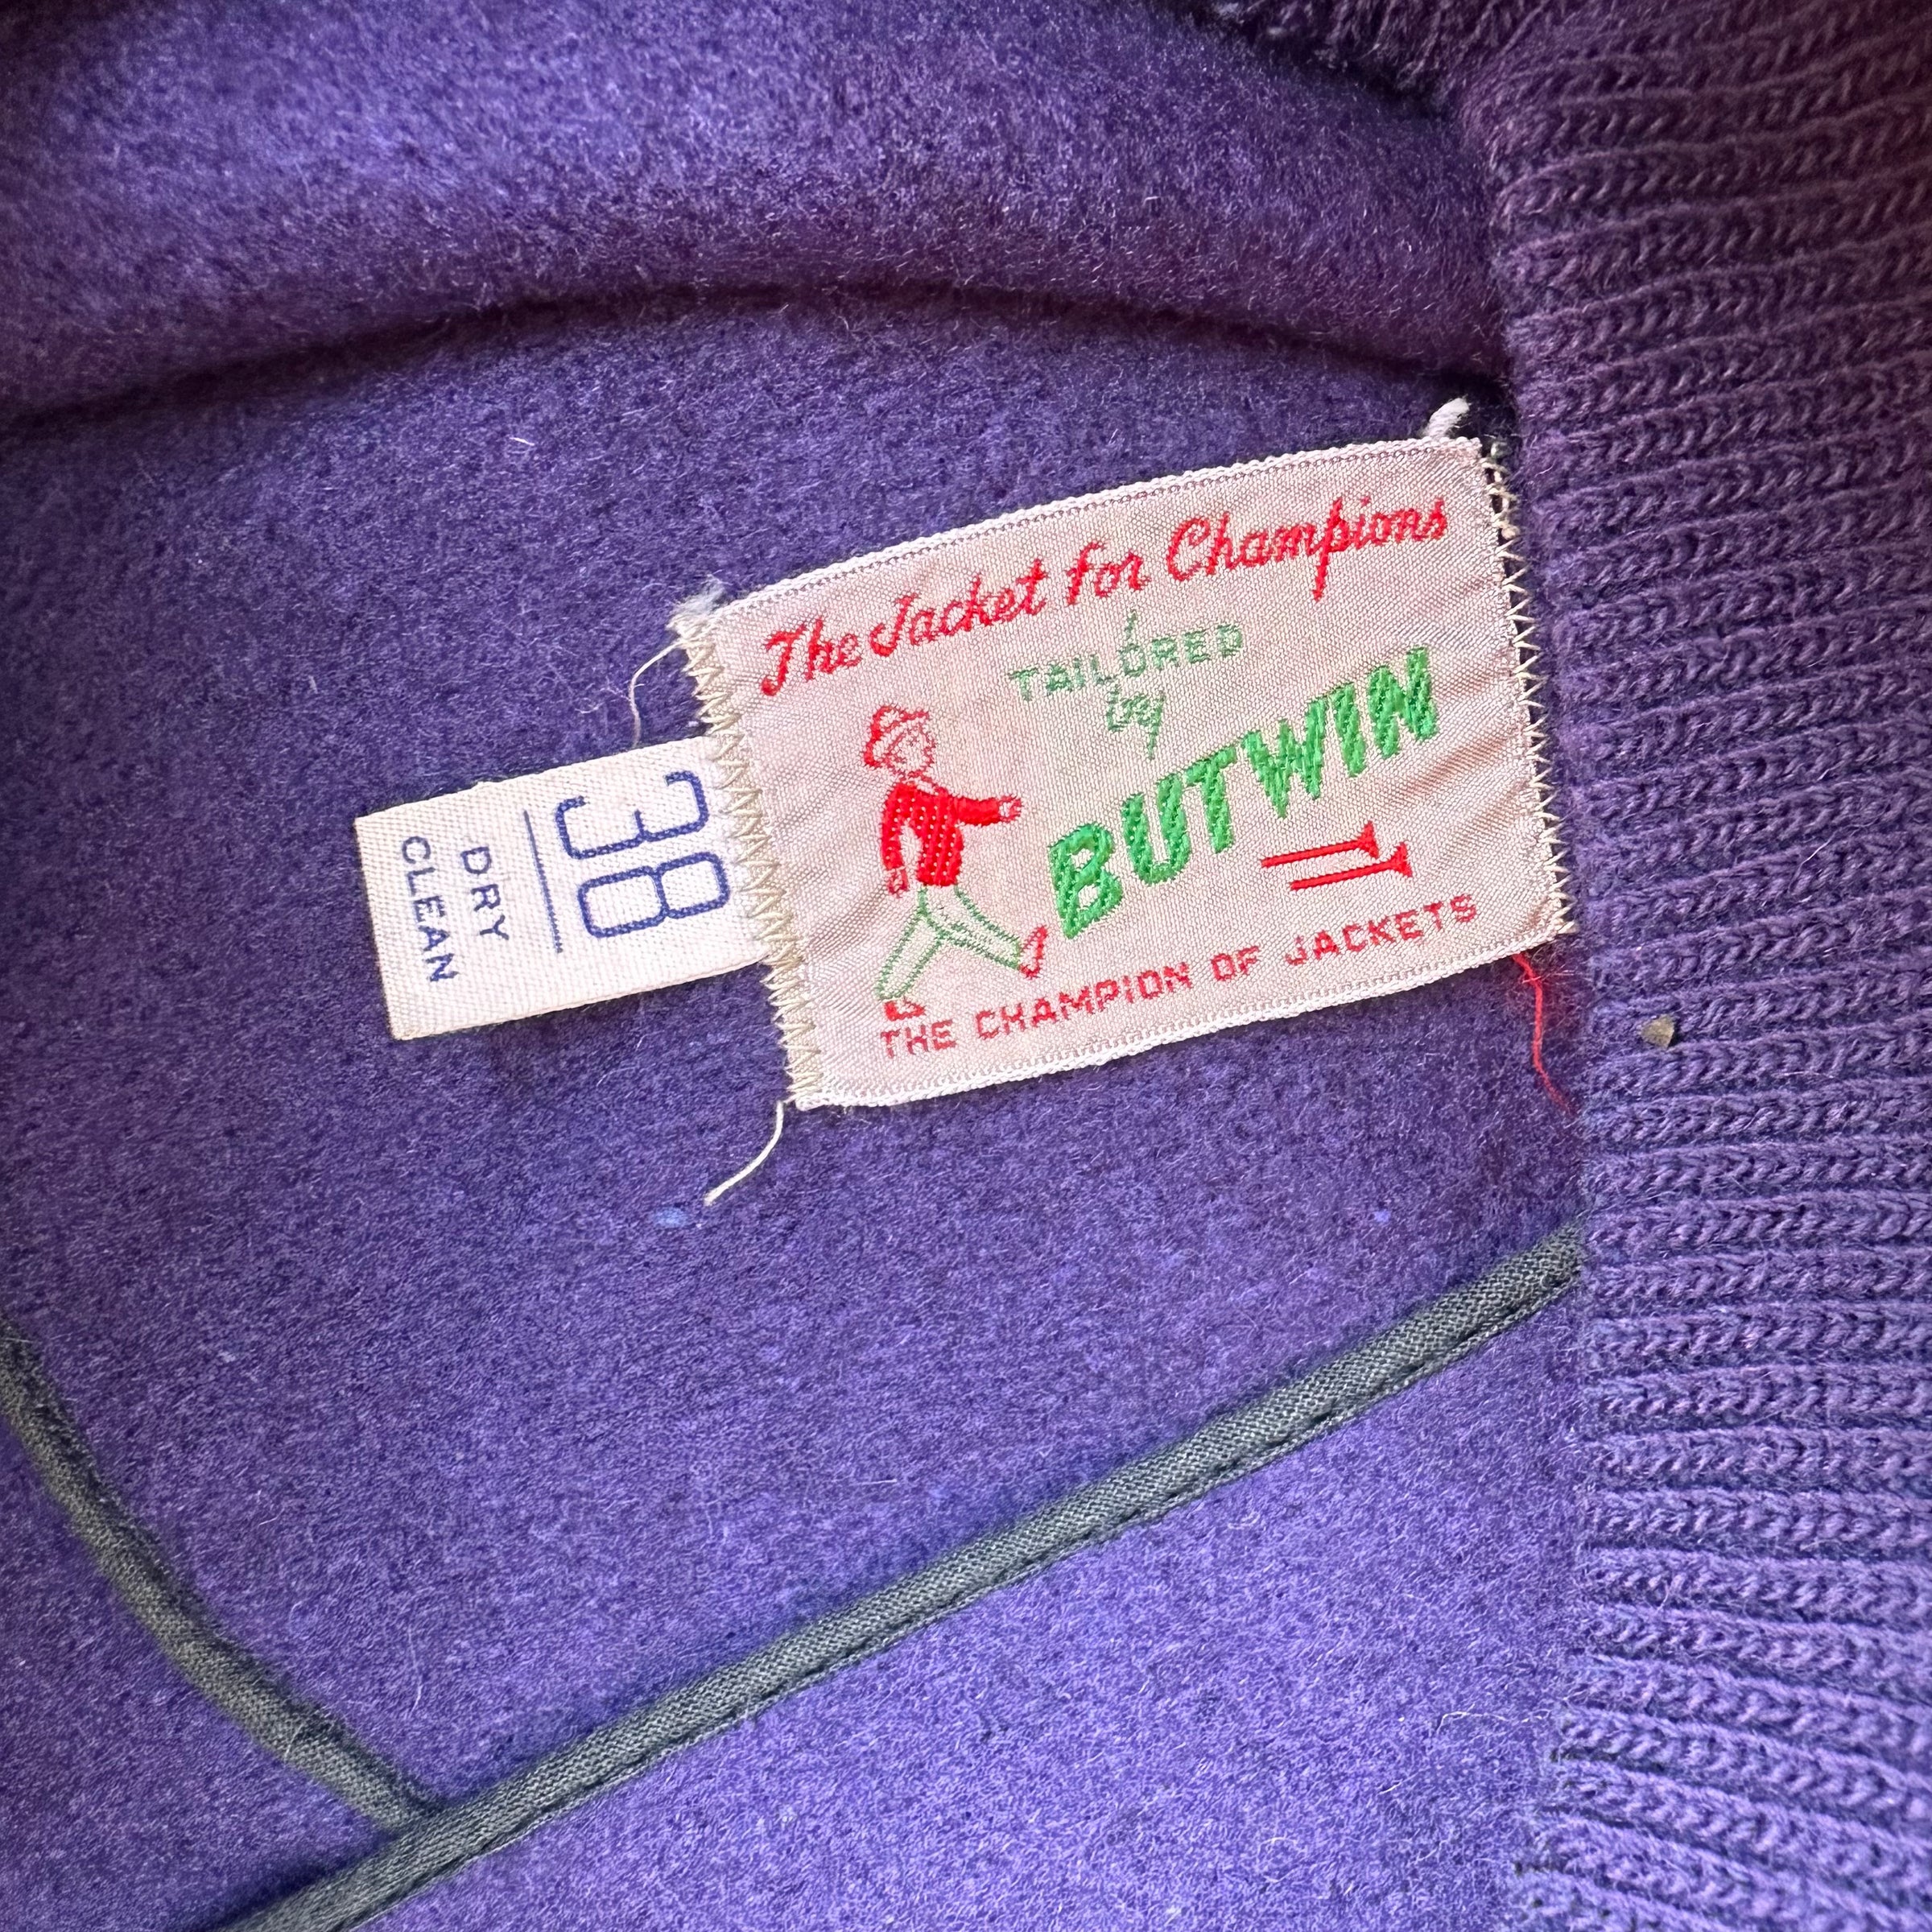 The Jacket for Champions
TAILORED
by
BUTWIN
THE CHAMPION OF JACKETS
38
DRY
CLEAN